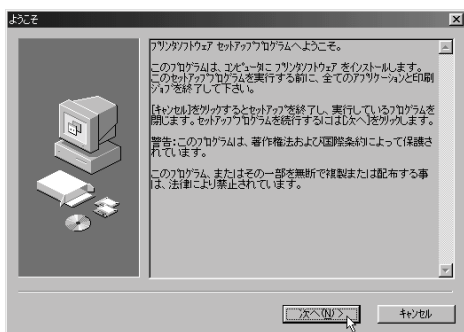 ようこそ
プリンタソフトウェア セットアッププログラムへようこそ。
このプログラムは、コンピュータに プリンタソフトウェア をインストールします。
このセットアッププログラムを実行する前に、全てのアプリケーションと印刷
ジョブを終了して下さい。
[キャンセル]をクリックするとセットアップを終了し、実行しているプログラムを
閉じます。セットアッププログラムを続行するには[次へ]をクリックします。
警告：このプログラムは、著作権法および国際条約によって保護さ
れています。
このプログラム、またはその一部を無断で複製または配布する事
は、法律により禁止されています。
次へ(N) >
キャンセル